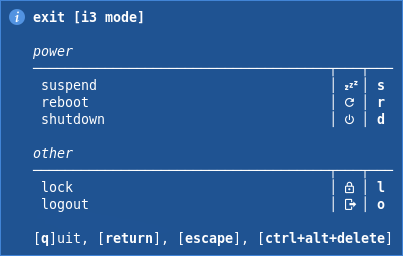 exit [i3 mode]
power
suspend | zzz | s
reboot | | r
shutdown | | d
other
lock | | l
logout | | o
[q]uit, [return], [escape], [ctrl+alt+delete]